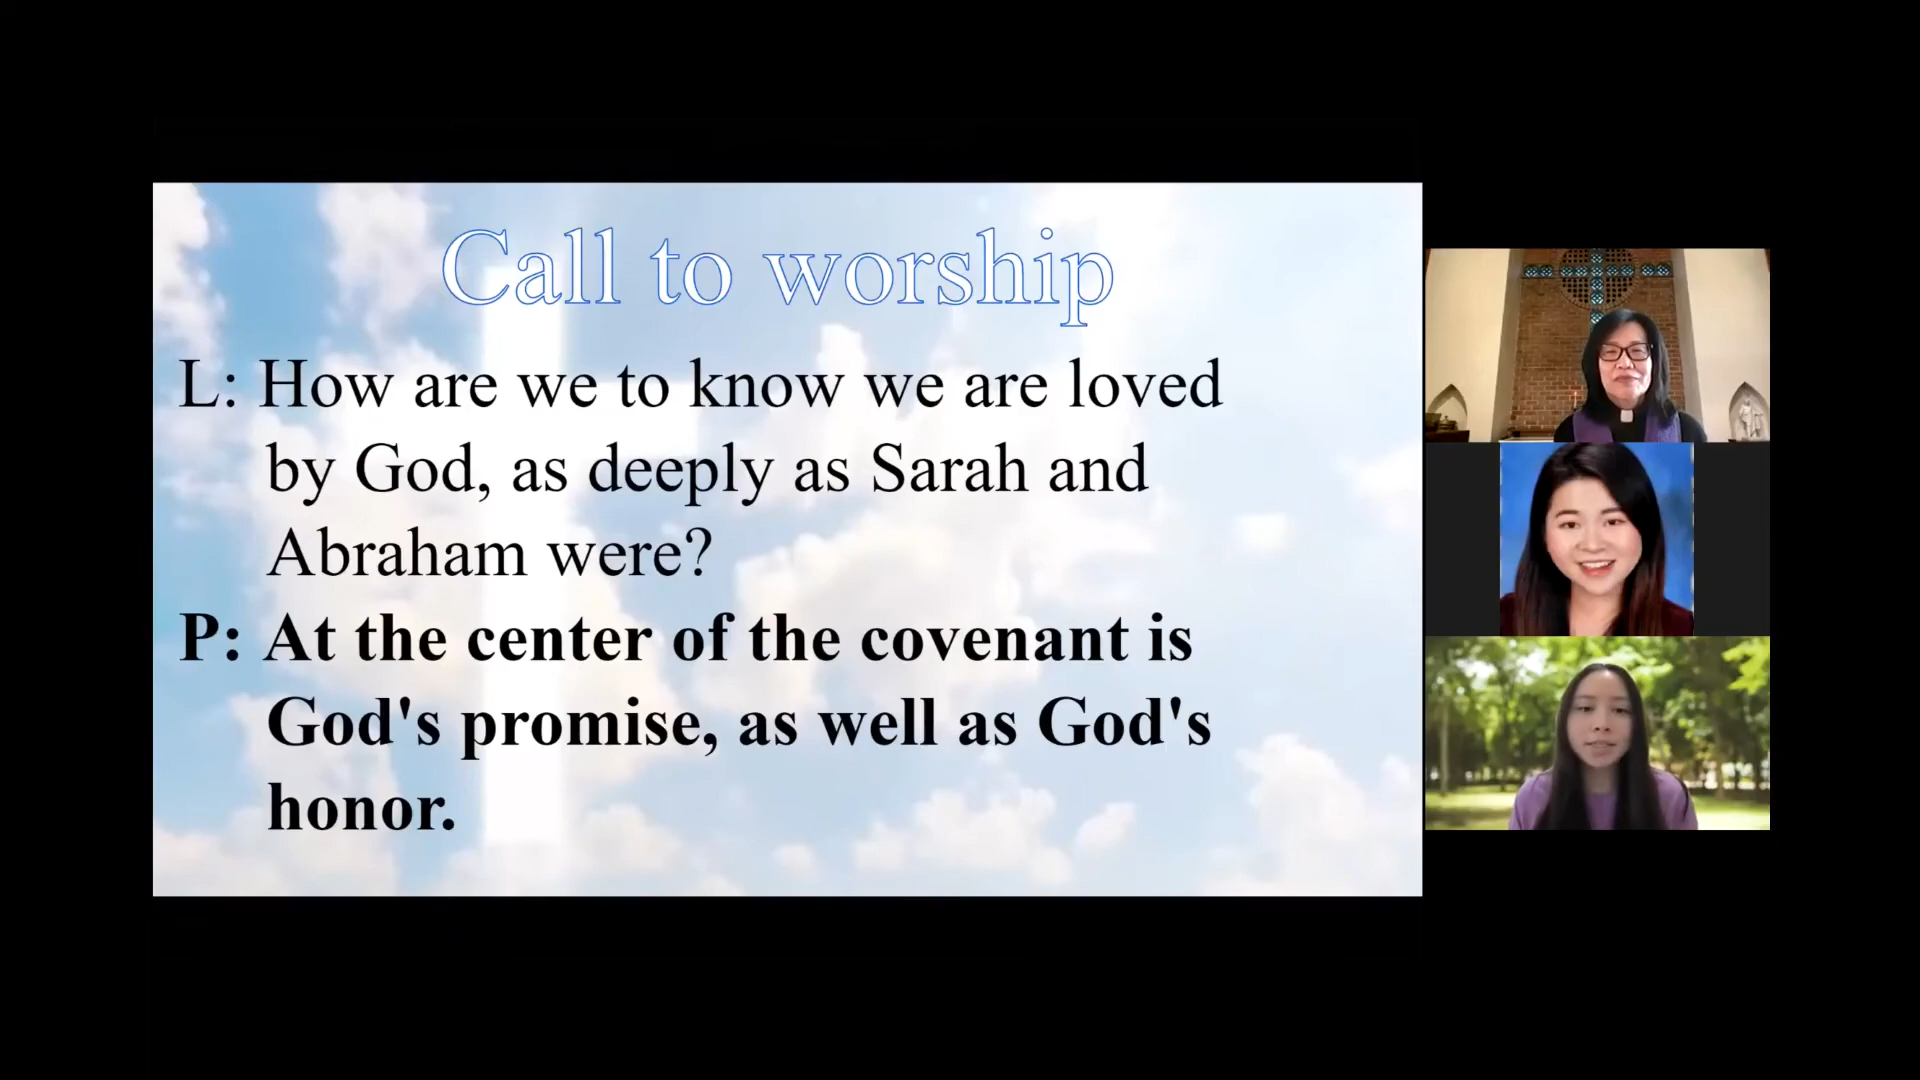 Call to worship
L: How are we to know we are loved
by God, as deeply as Sarah and
Abraham were?
P: At the center of the covenant is
God's promise, as well as God's
honor.